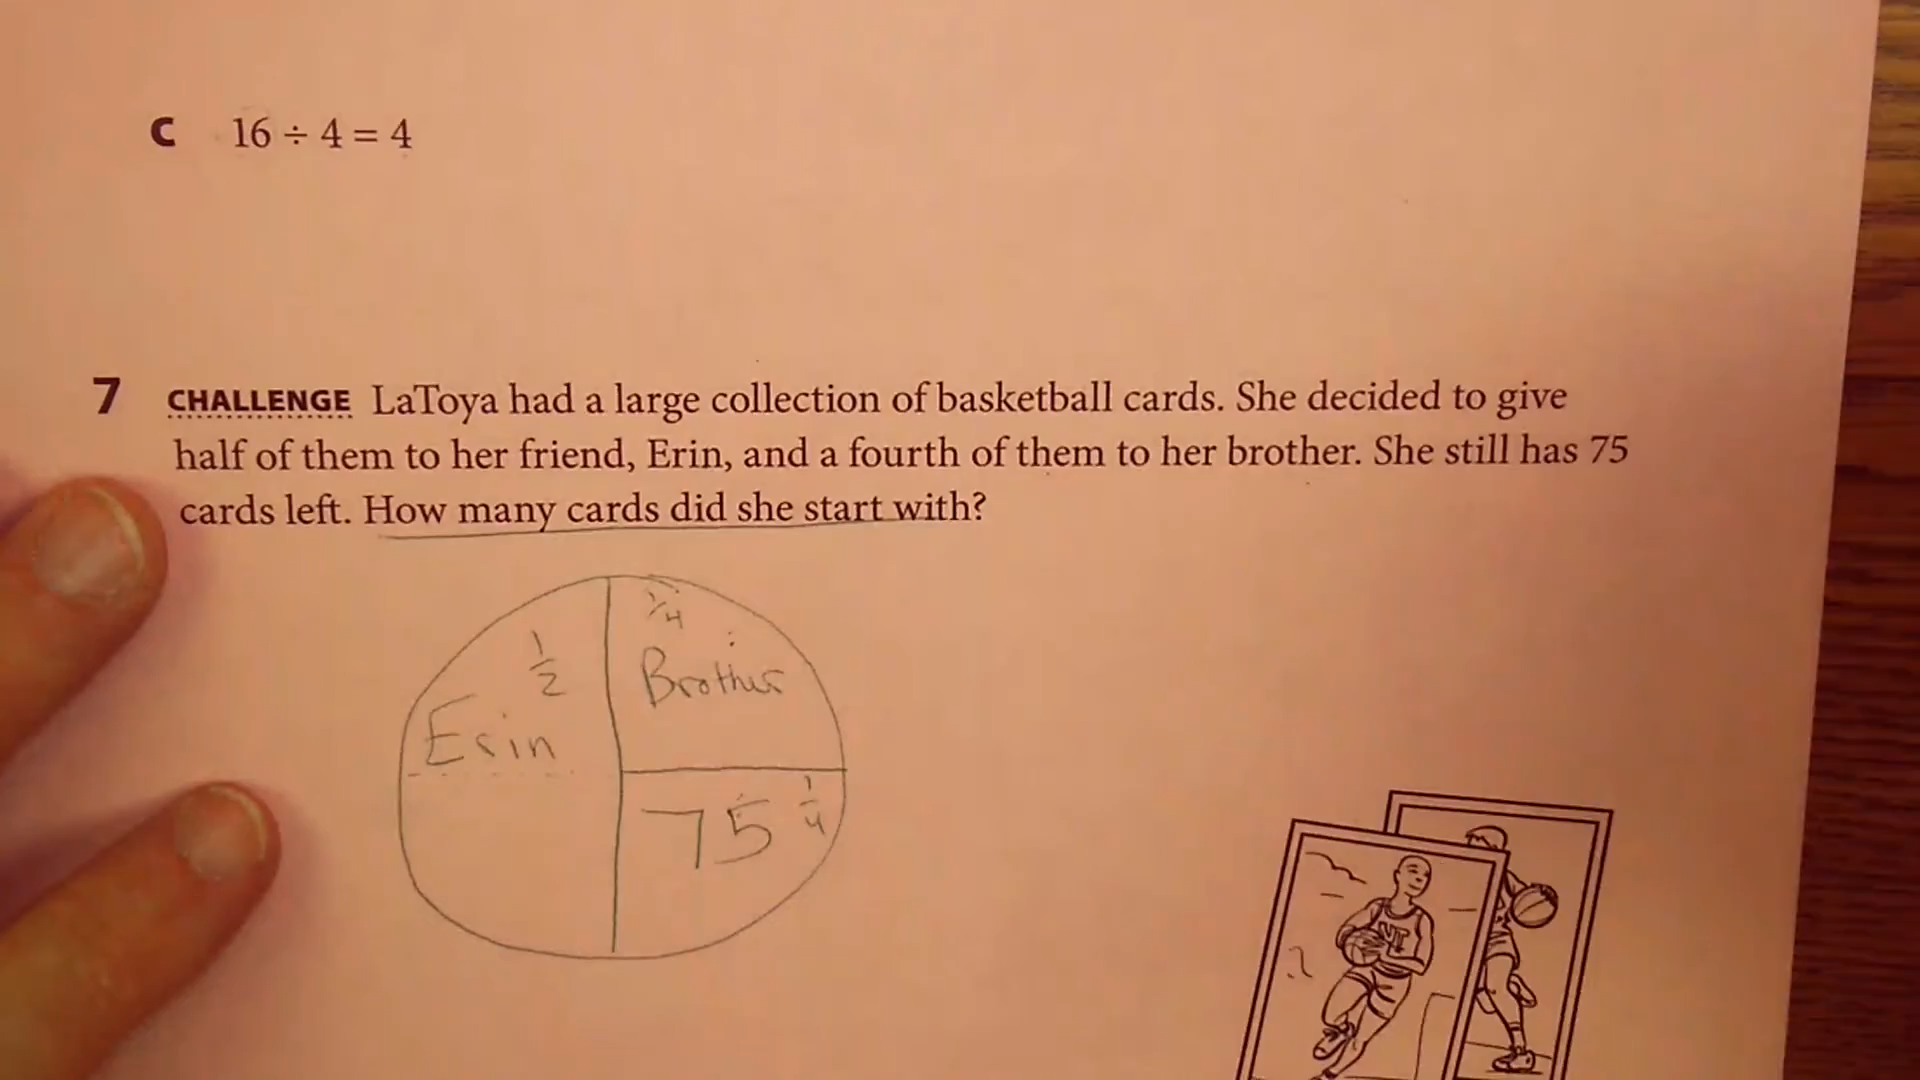 C 16 ÷ 4 = 4
7 CHALLENGE LaToya had a large collection of basketball cards. She decided to give
half of them to her friend, Erin, and a fourth of them to her brother. She still has 75
cards left. How many cards did she start with?
1/4
1/2
Brother
Erin
75 1/4